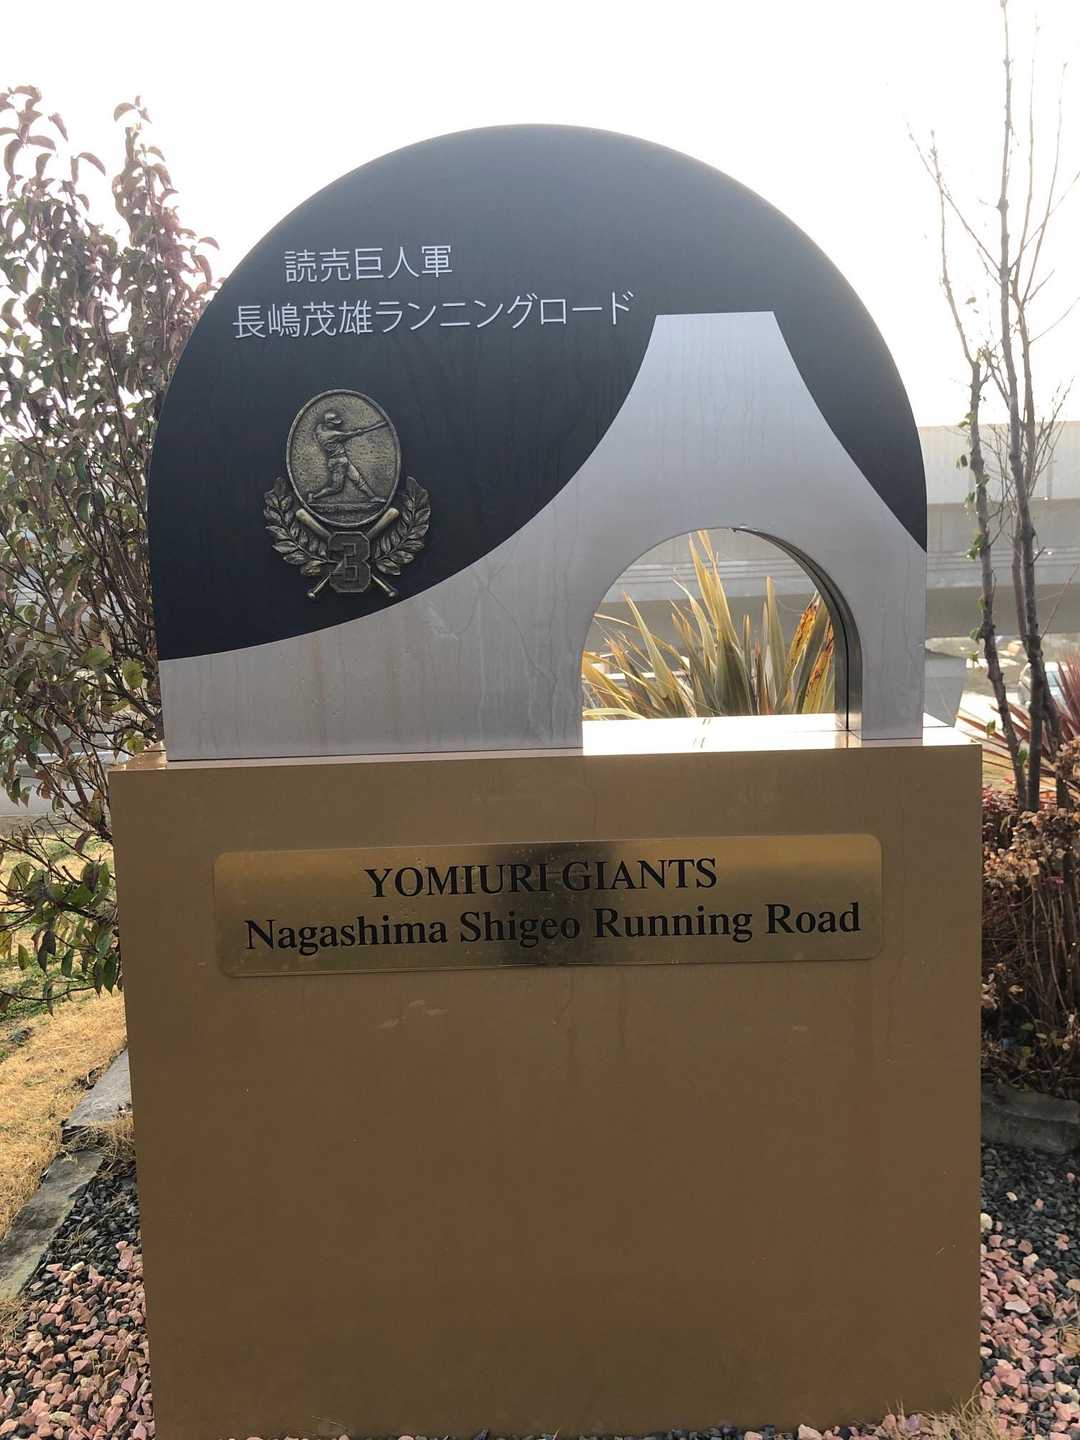 読売巨人軍
長嶋茂雄ランニングロード
3
YOMIURI GIANTS
Nagashima Shigeo Running Road